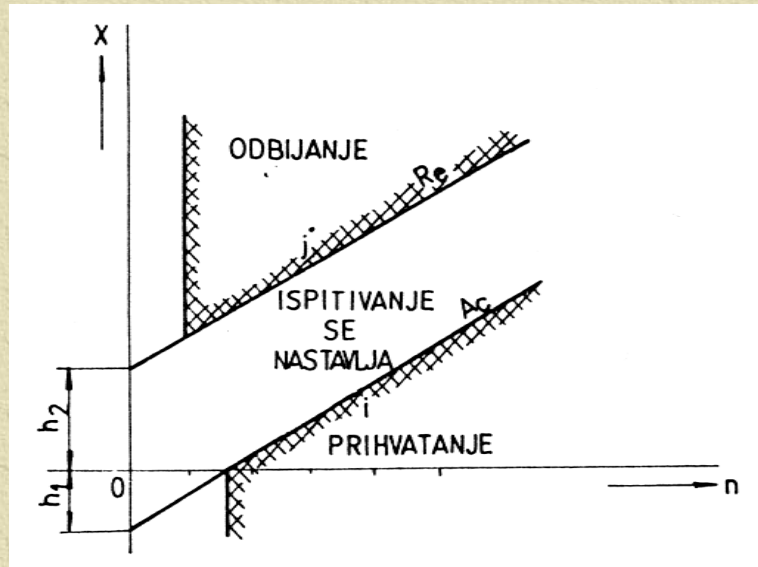 X
ODBIJANJE
Re
j
ISPITIVANJE
SE
NASTAVLJA
Ac
i
PRIHVATANJE
h2
h1
0
n